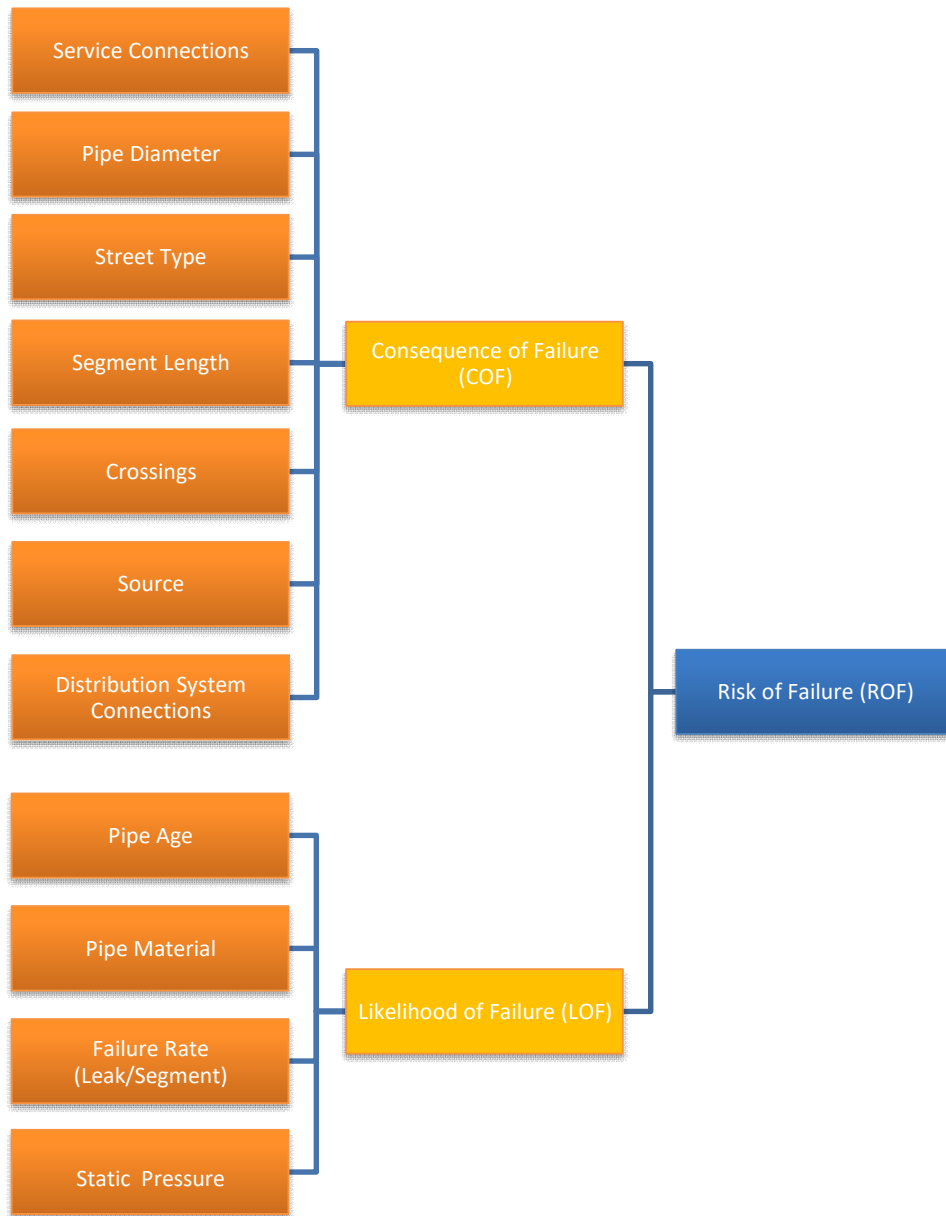 Service Connections
Pipe Diameter
Street Type
Segment Length
Crossings
Source
Distribution System
Connections
Consequence of Failure
(COF)
Risk of Failure (ROF)
Pipe Age
Pipe Material
Failure Rate
(Leak/Segment)
Static Pressure
Likelihood of Failure (LOF)